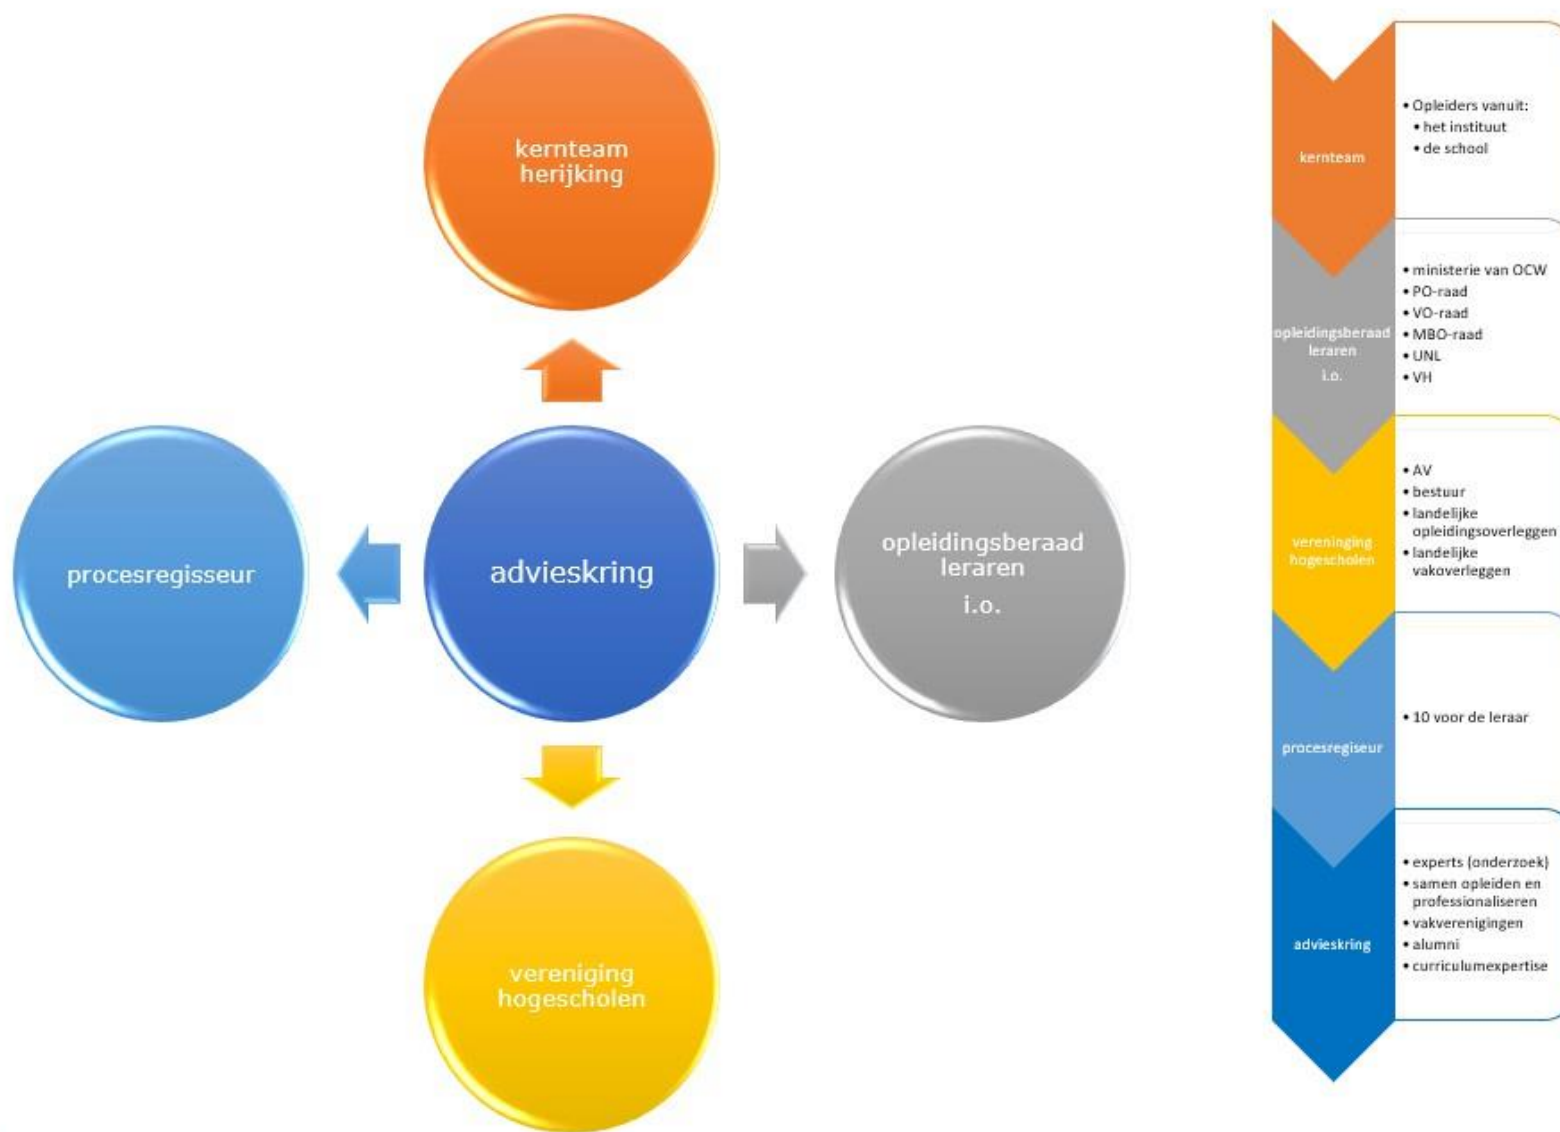 kernteam
herijking
procesregisseur
advieskring
opleidingsberaad
leraren
i.o.
vereniging
hogescholen
kernteam
• Opleiders vanuit:
• het instituut
• de school
opleidingsberaad
leraren
i.o.
• ministerie van OCW
• PO-raad
• VO-raad
• MBO-raad
• UNL
• VH
vereninging
hogescholen
• AV
• bestuur
• landelijke
opleidingsoverleggen
• landelijke
vakoverleggen
procesregiseur
• 10 voor de leraar
advieskring
• experts (onderzoek)
• samen opleiden en
professionaliseren
• vakverenigingen
• alumni
• curriculumexpertise